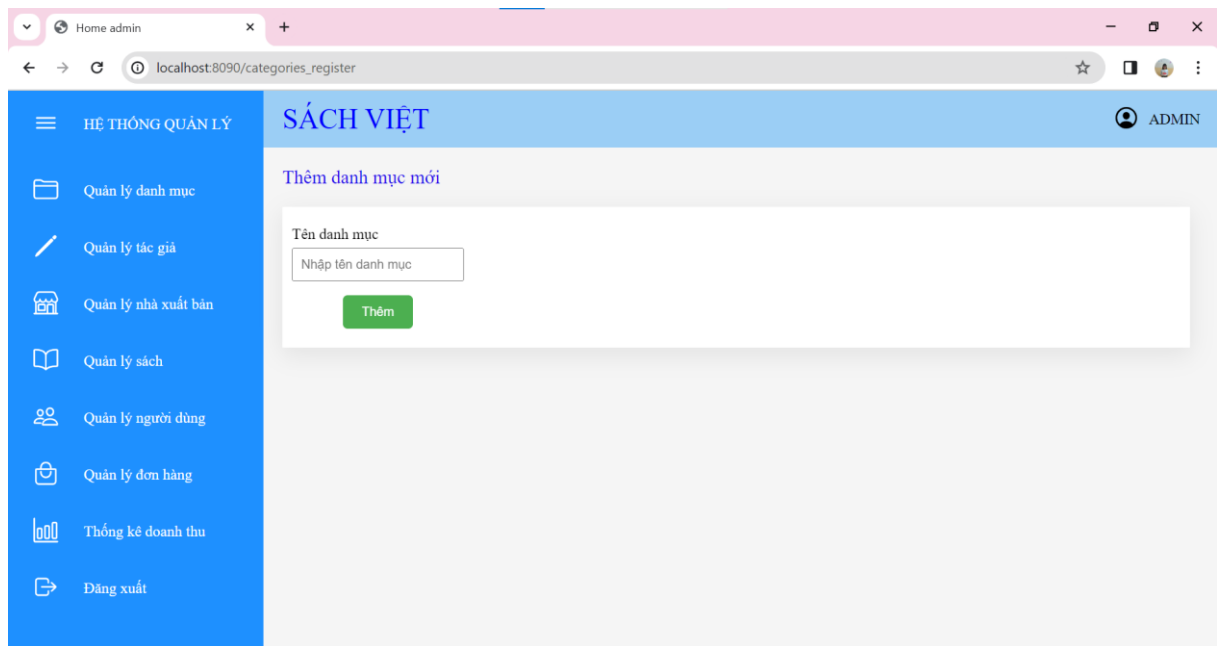 Home admin
localhost:8090/categories_register
HỆ THỐNG QUẢN LÝ
SÁCH VIỆT
ADMIN
Quản lý danh mục
Quản lý tác giả
Quản lý nhà xuất bản
Quản lý sách
Quản lý người dùng
Quản lý đơn hàng
Thống kê doanh thu
Đăng xuất
Thêm danh mục mới
Tên danh mục
Nhập tên danh mục
Thêm